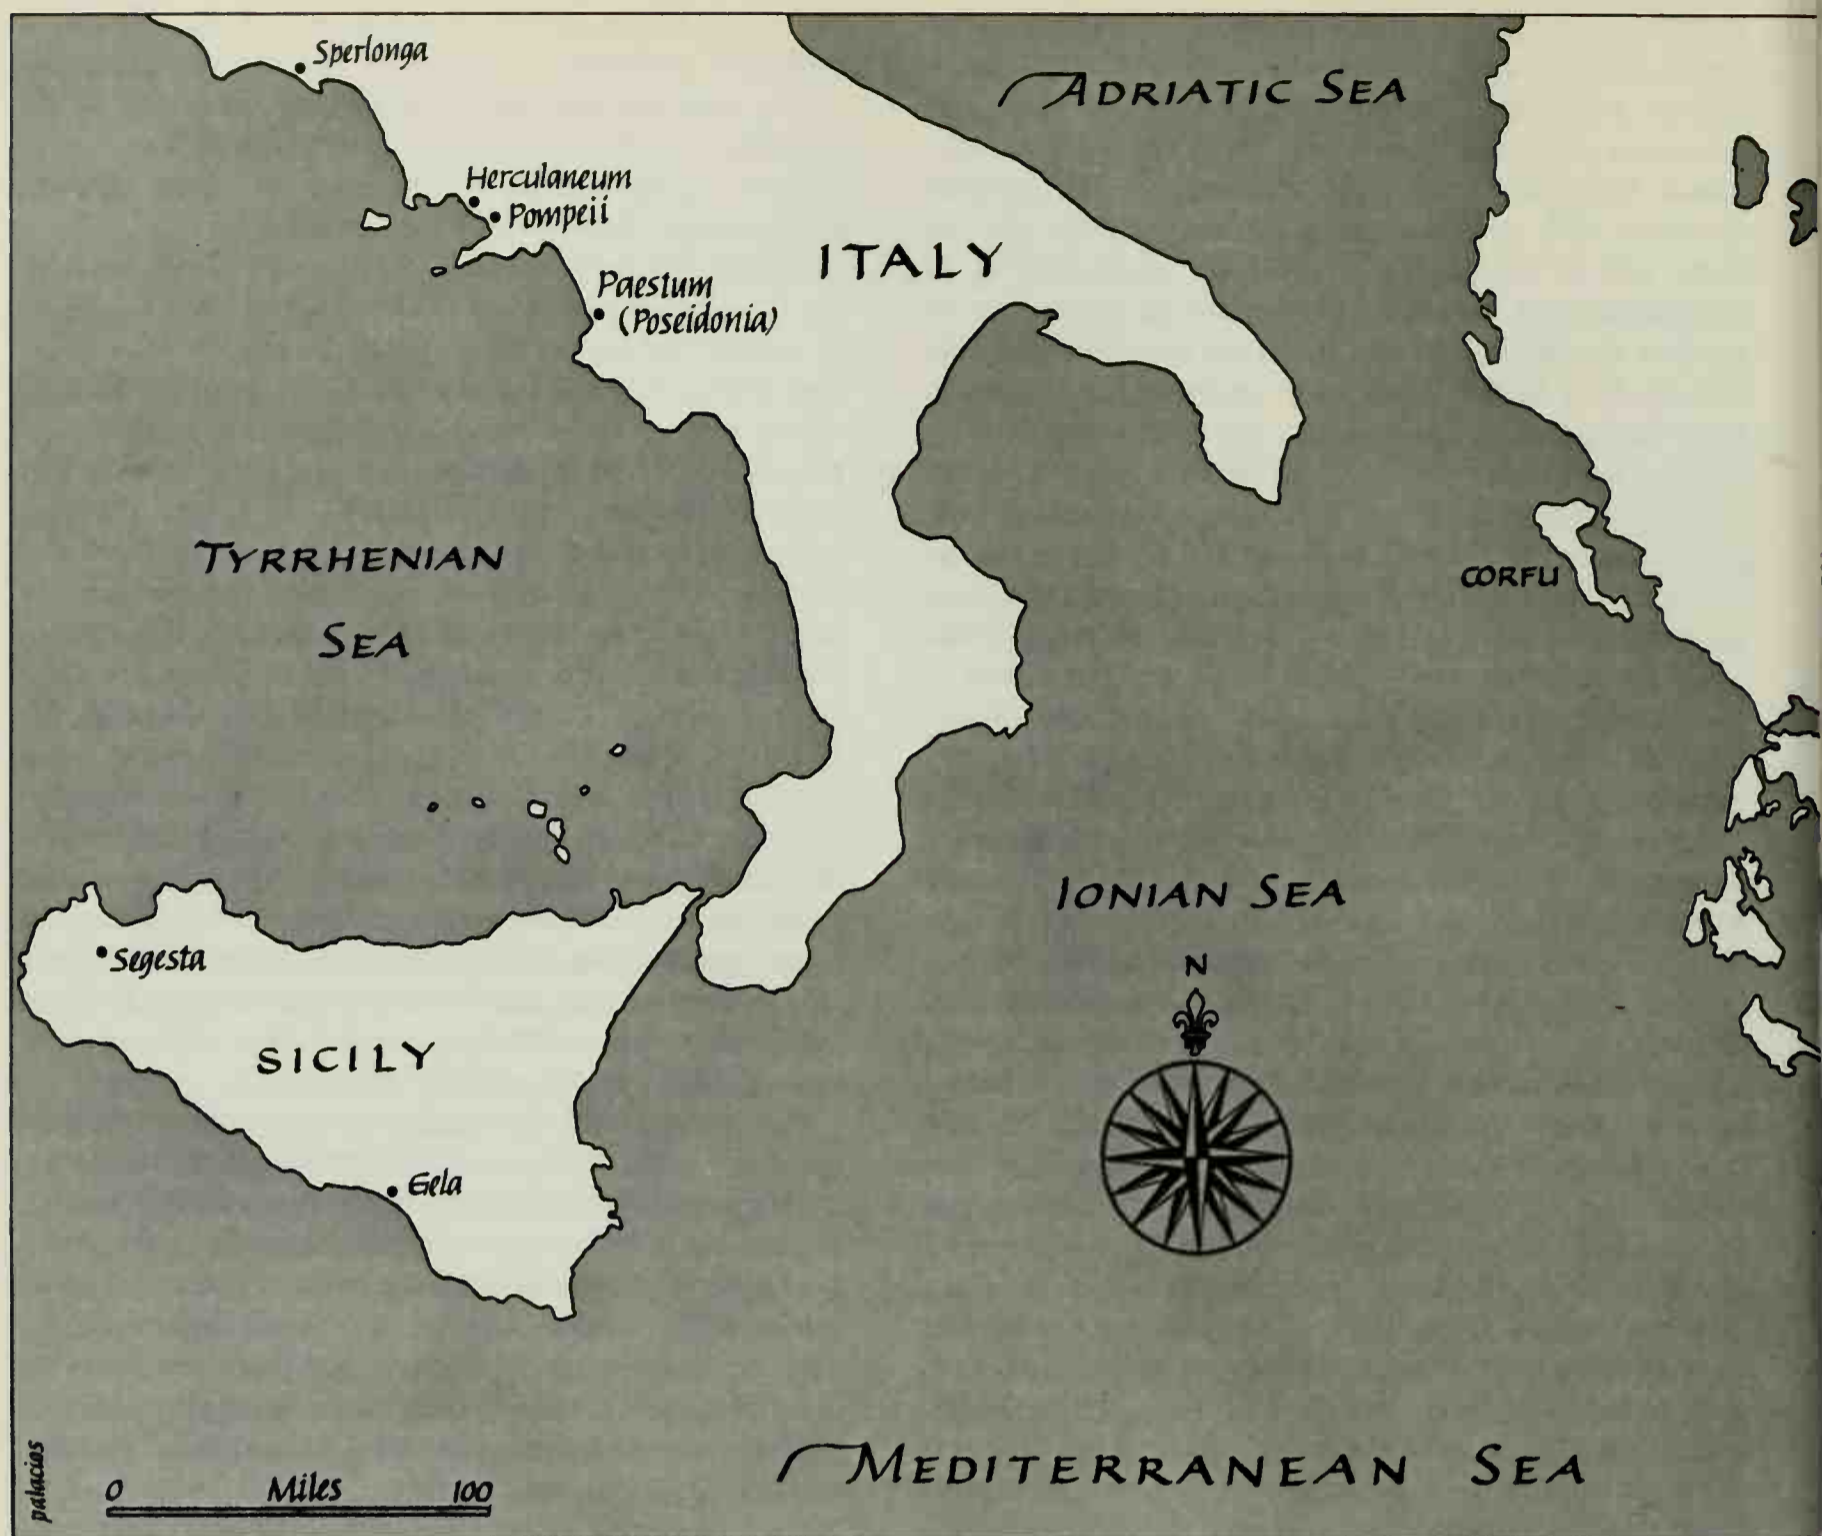 Sperlonga
ADRIATIC SEA
Herculaneum
Pompeii
ITALY
Paestum
(Poseidonia)
TYRRHENIAN
SEA
CORFU
IONIAN SEA
N
Segesta
SICILY
Gela
MEDITERRANEAN SEA
0 Miles 100
palacios